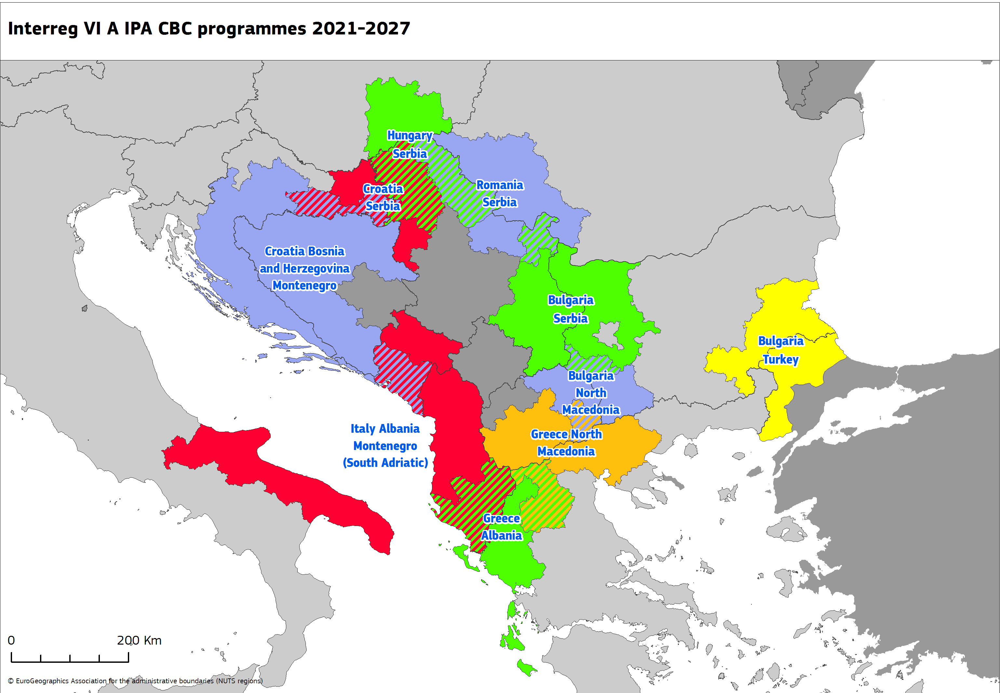 Interreg VI A IPA CBC programmes 2021-2027
Hungary
Serbia
Croatia
Serbia
Romania
Serbia
Croatia Bosnia
and Herzegovina
Montenegro
Bulgaria
Serbia
Bulgaria
Turkey
Bulgaria
North
Macedonia
Italy Albania
Montenegro
(South Adriatic)
Greece North
Macedonia
Greece
Albania
0 200 Km
© EuroGeographics Association for the administrative boundaries (NUTS regions)